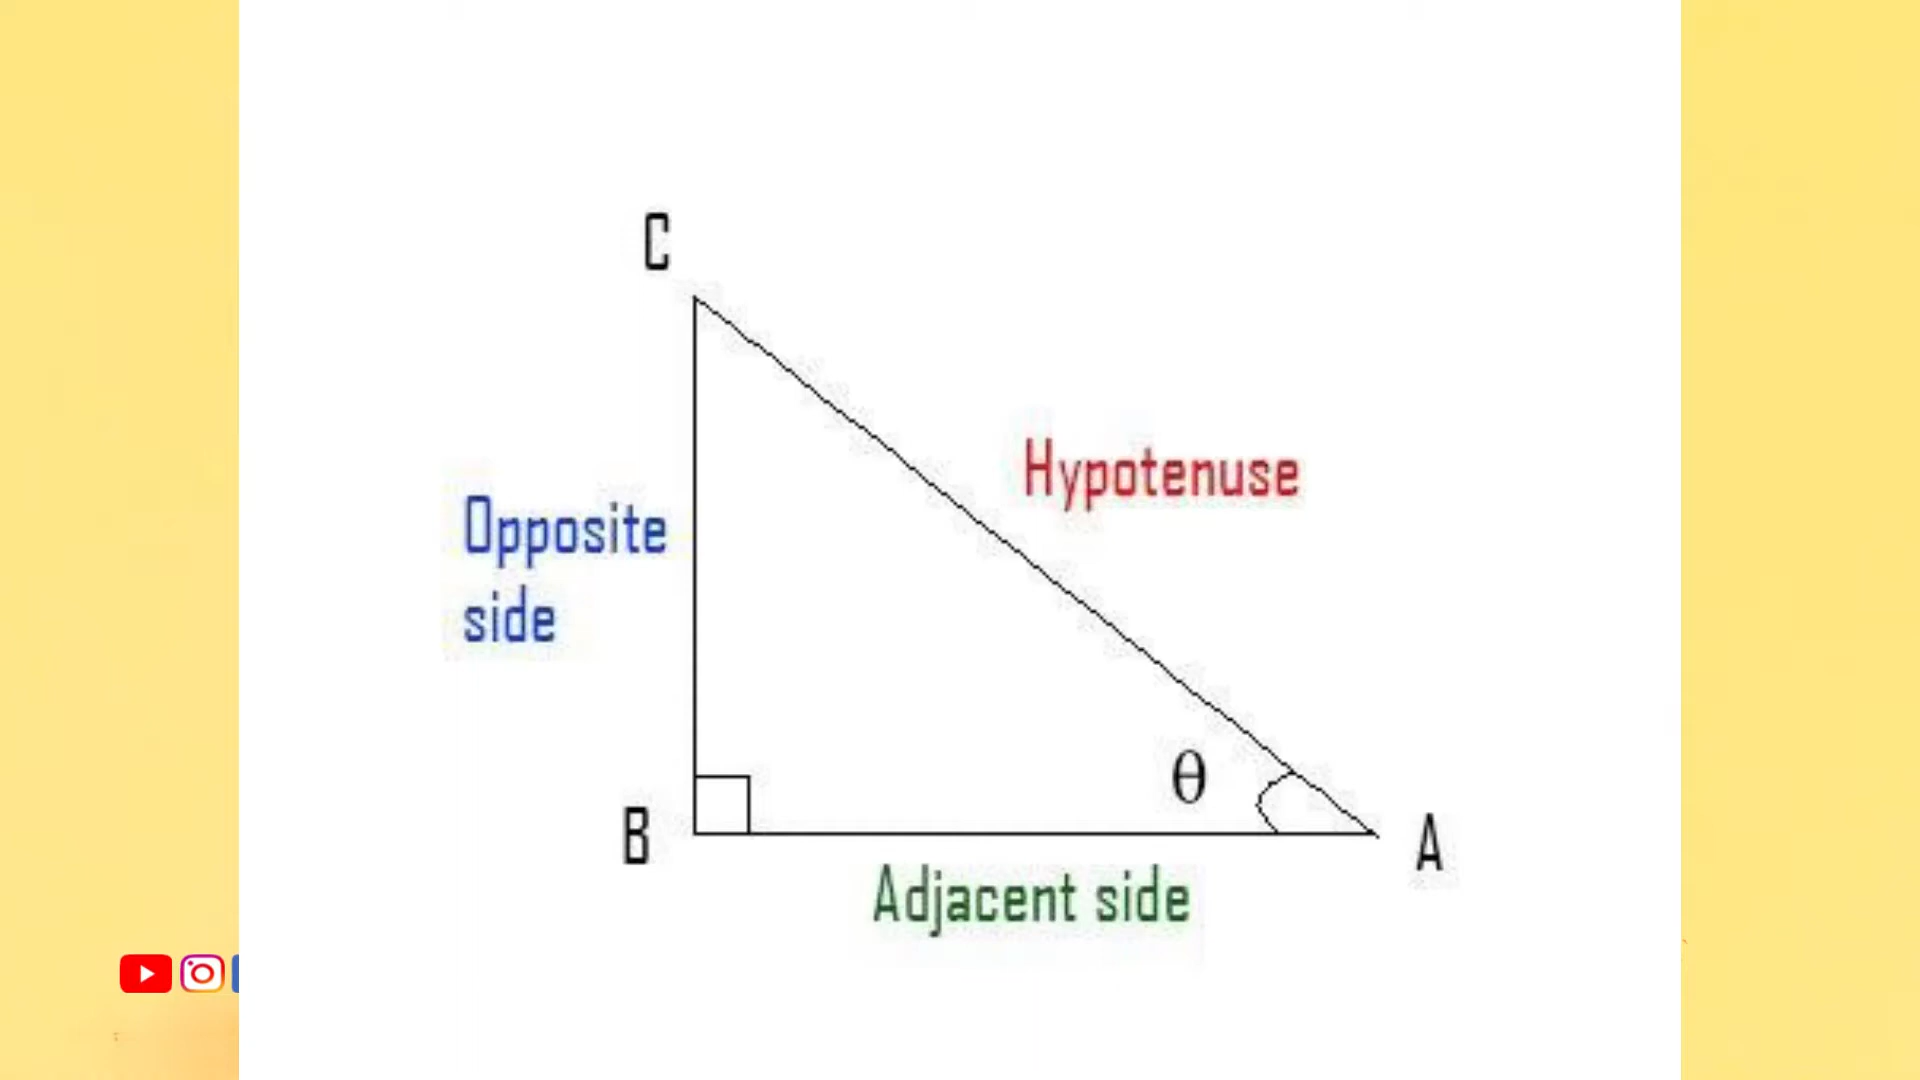 C
Hypotenuse
Opposite
side
θ
B
A
Adjacent side